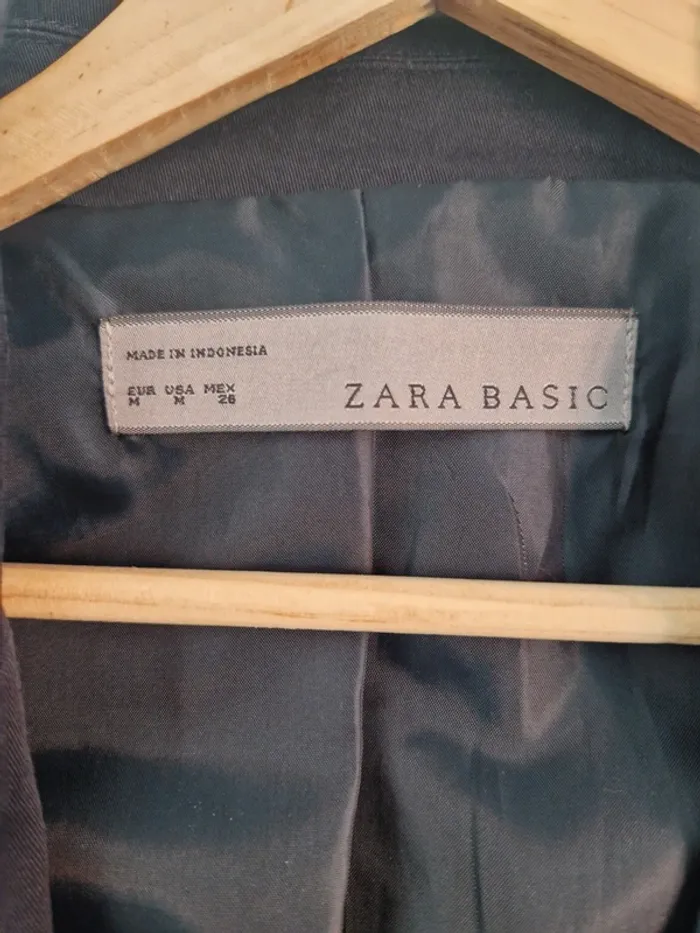 MADE IN INDONESIA
EUR USA MEX
M M 26
ZARA BASIC